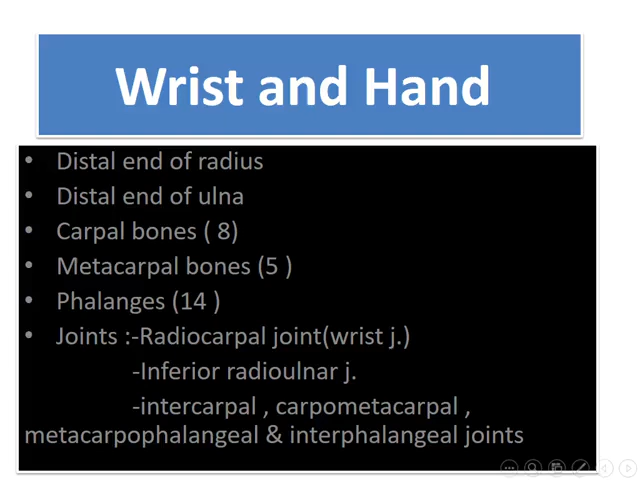 Wrist and Hand
• Distal end of radius
• Distal end of ulna
• Carpal bones ( 8)
• Metacarpal bones (5 )
• Phalanges (14 )
• Joints :-Radiocarpal joint(wrist j.)
-Inferior radioulnar j.
-intercarpal , carpometacarpal ,
metacarpophalangeal & interphalangeal joints